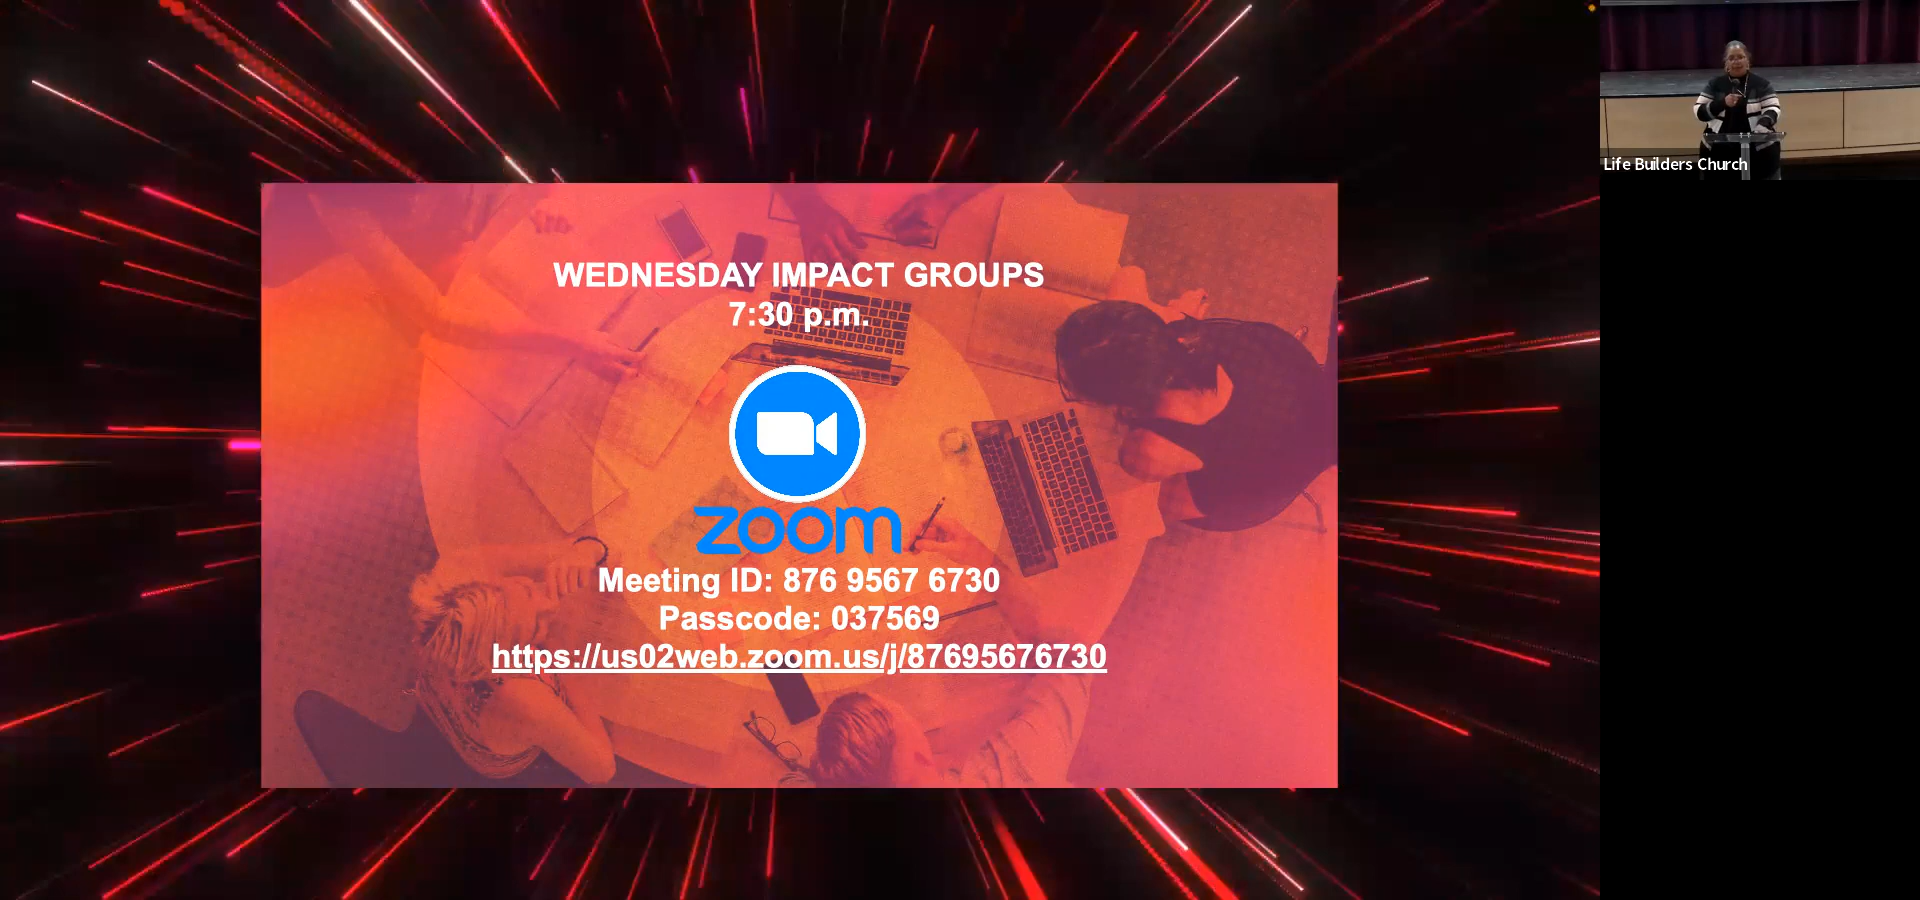 WEDNESDAY IMPACT GROUPS
7:30 p.m.
zoom
Meeting ID: 876 9567 6730
Passcode: 037569
https://us02web.zoom.us/j/87695676730
Life Builders Church